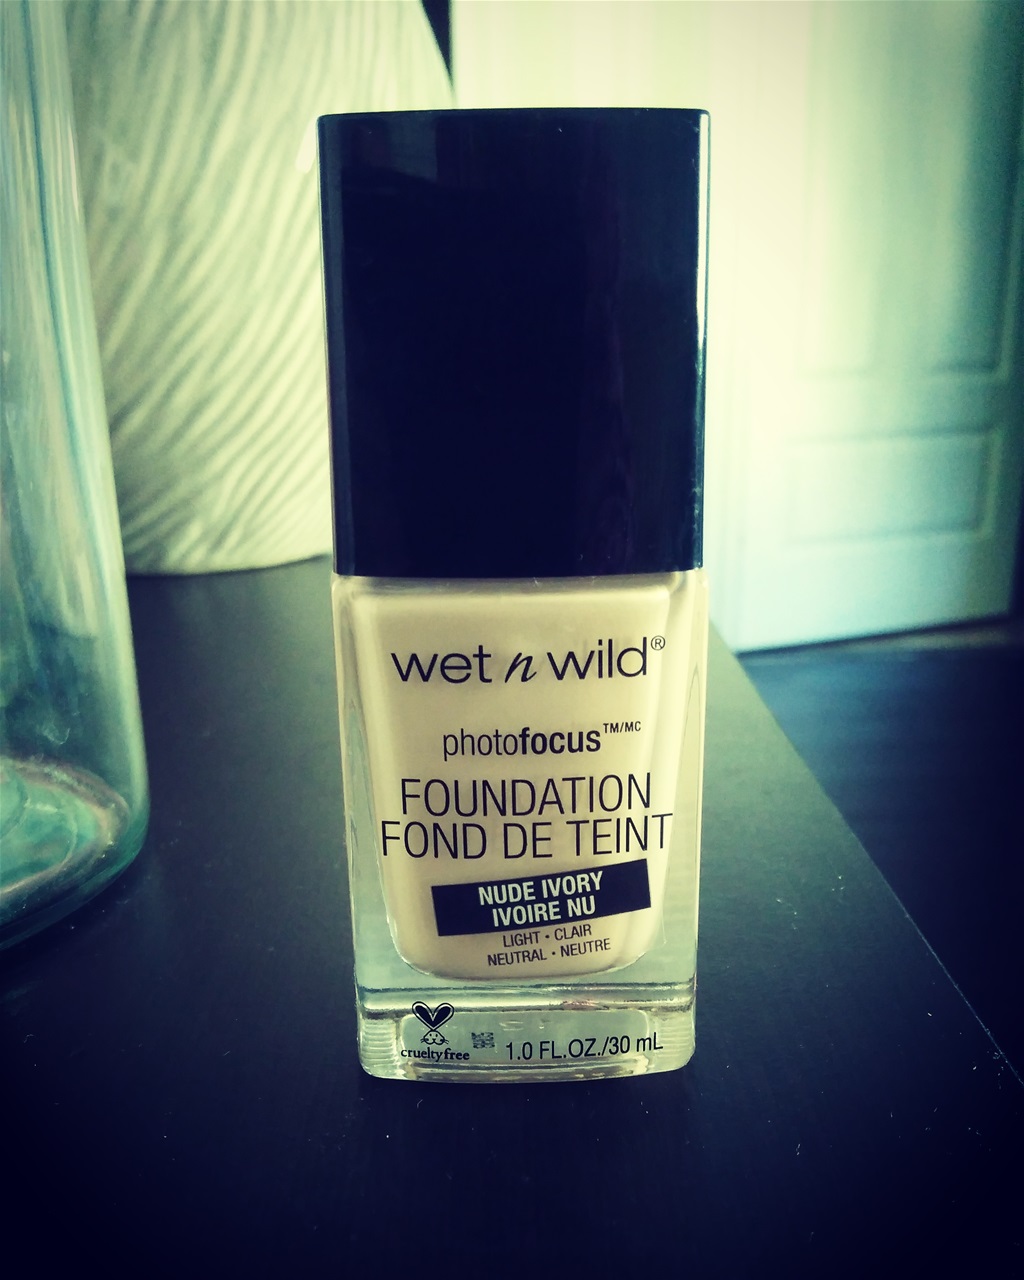 wet n wild®
photofocus™/MC
FOUNDATION
FOND DE TEINT
NUDE IVORY
IVOIRE NU
LIGHT • CLAIR
NEUTRAL • NEUTRE
cruelty free
1.0 FL.OZ./30 mL